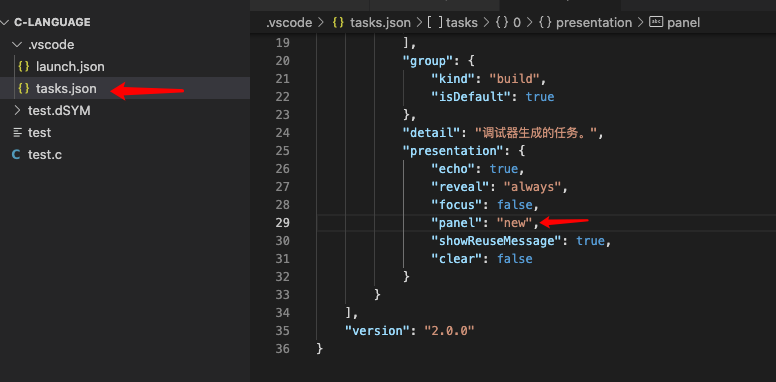 C-LANGUAGE
.vscode
{} launch.json
{} tasks.json
test.dSYM
test
C test.c
.vscode > {} tasks.json > [ ] tasks > {} 0 > {} presentation > abc panel
19 ],
20 "group": {
21 "kind": "build",
22 "isDefault": true
23 },
24 "detail": "调试器生成的任务。",
25 "presentation": {
26 "echo": true,
27 "reveal": "always",
28 "focus": false,
29 "panel": "new",
30 "showReuseMessage": true,
31 "clear": false
32 }
33 }
34 ],
35 "version": "2.0.0"
36 }